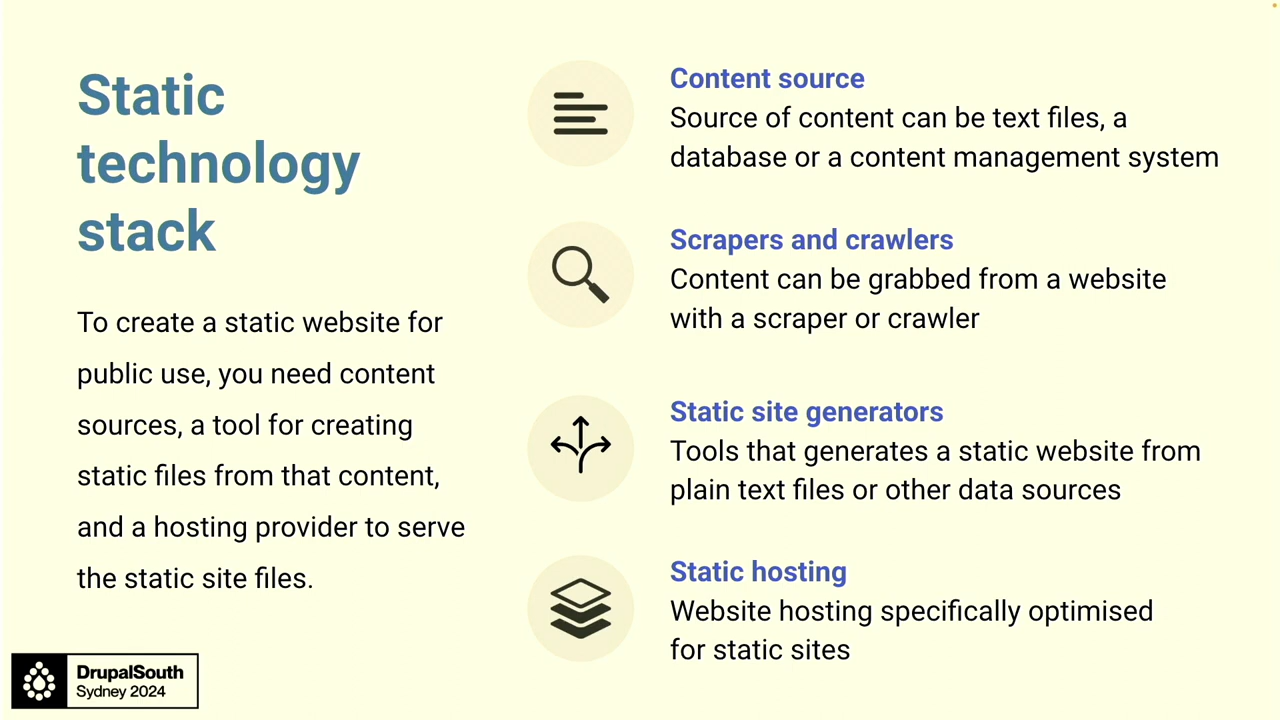 Static
technology
stack
To create a static website for
public use, you need content
sources, a tool for creating
static files from that content,
and a hosting provider to serve
the static site files.
Content source
Source of content can be text files, a
database or a content management system
Scrapers and crawlers
Content can be grabbed from a website
with a scraper or crawler
Static site generators
Tools that generates a static website from
plain text files or other data sources
Static hosting
Website hosting specifically optimised
for static sites
DrupalSouth
Sydney 2024